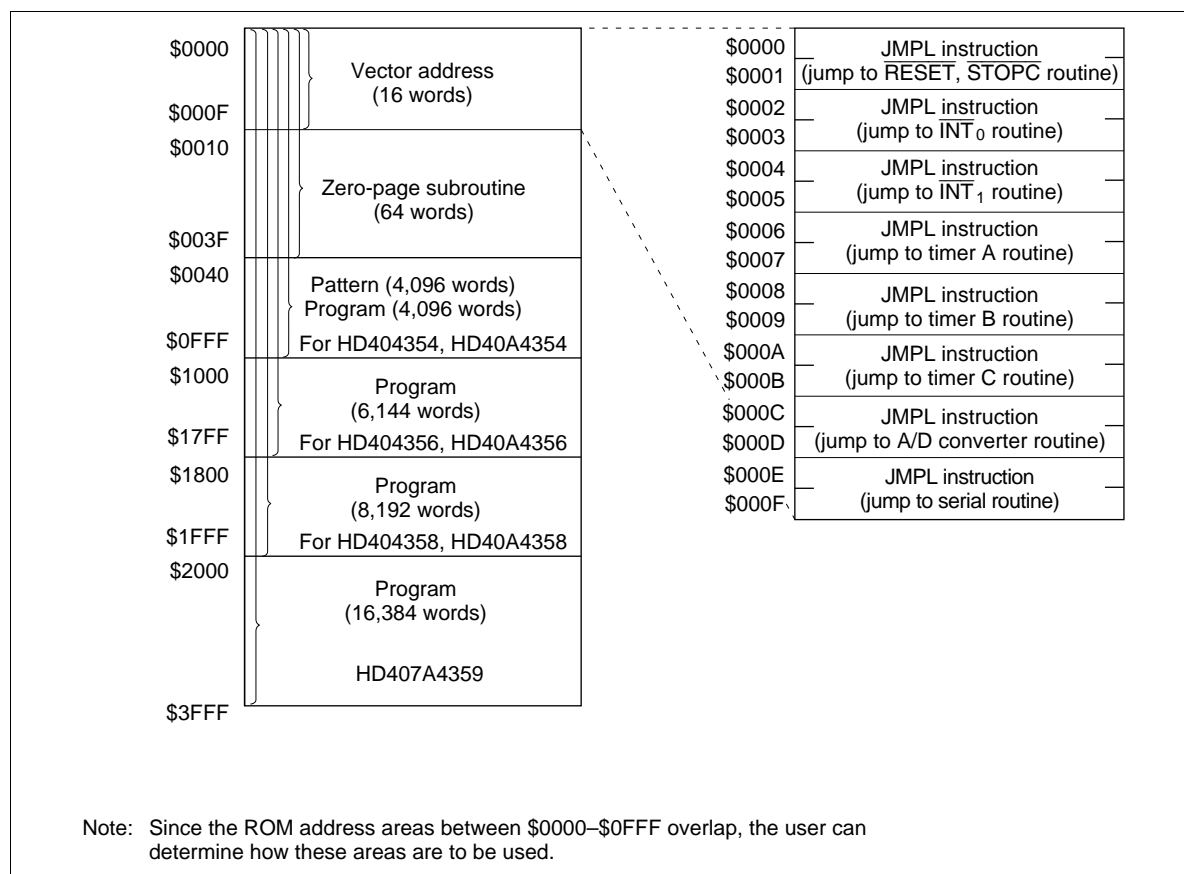 $0000
Vector address
(16 words)
$000F
$0010
Zero-page subroutine
(64 words)
$003F
$0040
Pattern (4,096 words)
Program (4,096 words)
$0FFF
For HD404354, HD40A4354
$1000
Program
(6,144 words)
$17FF
For HD404356, HD40A4356
$1800
Program
(8,192 words)
$1FFF
For HD404358, HD40A4358
$2000
Program
(16,384 words)
HD407A4359
$3FFF
$0000
JMPL instruction
$0001
(jump to RESET, STOPC routine)
$0002
JMPL instruction
(jump to INT0 routine)
$0003
$0004
JMPL instruction
(jump to INT1 routine)
$0005
$0006
JMPL instruction
(jump to timer A routine)
$0007
$0008
JMPL instruction
$0009
(jump to timer B routine)
$000A
JMPL instruction
$000B
(jump to timer C routine)
$000C
JMPL instruction
$000D
(jump to A/D converter routine)
$000E
JMPL instruction
$000F
(jump to serial routine)
Note: Since the ROM address areas between $0000–$0FFF overlap, the user can
determine how these areas are to be used.